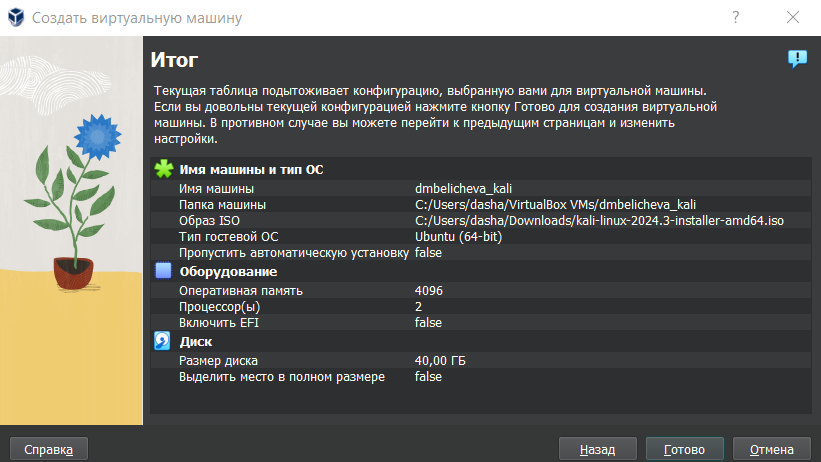 Создать виртуальную машину
Итог
Текущая таблица подытоживает конфигурацию, выбранную вами для виртуальной машины.
Если вы довольны текущей конфигурацией нажмите кнопку Готово для создания виртуальной
машины. В противном случае вы можете перейти к предыдущим страницам и изменить
настройки.
Имя машины и тип ОС
Имя машины dmbelicheva_kali
Папка машины C:/Users/dasha/VirtualBox VMs/dmbelicheva_kali
Образ ISO C:/Users/dasha/Downloads/kali-linux-2024.3-installer-amd64.iso
Тип гостевой ОС Ubuntu (64-bit)
Пропустить автоматическую установку false
Оборудование
Оперативная память 4096
Процессор(ы) 2
Включить EFI false
Диск
Размер диска 40,00 ГБ
Выделить место в полном размере false
Справка Назад Готово Отмена